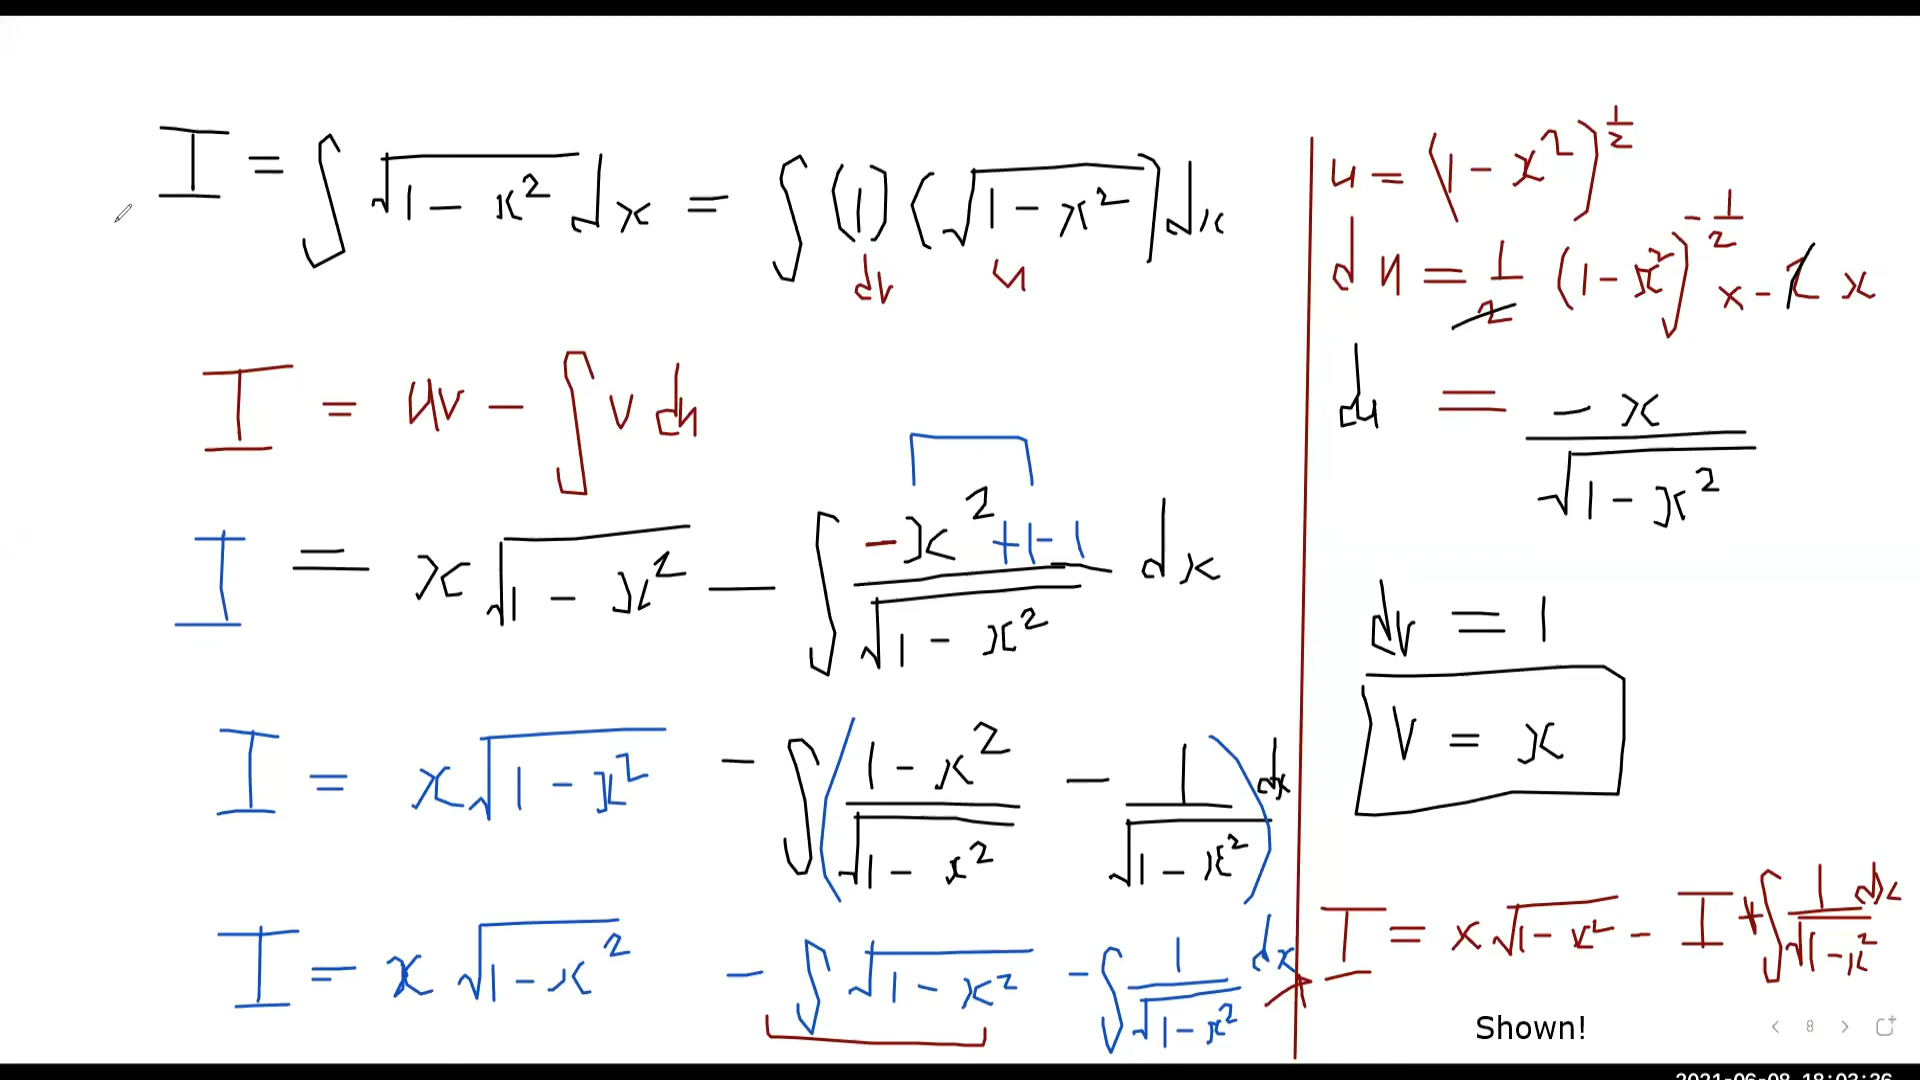 I = ∫ √(1 - x²) dx = ∫ (1) (√(1 - x²)) dx
dv u
I = uv - ∫ v du
I = x√(1 - x²) - ∫ (-x² + 1 - 1)/√(1 - x²) dx
I = x√(1 - x²) - ∫ ((1 - x²)/√(1 - x²) - 1/√(1 - x²)) dx
I = x√(1 - x²) - ∫ √(1 - x²) - ∫ 1/√(1 - x²) dx
u = (1 - x²)^(1/2)
du = 1/2 (1 - x²)^(-1/2) x - 2 x
du = -x/√(1 - x²)
dv = 1
v = x
I = x√(1 - x²) - I + ∫ 1/√(1 - x²) dx
Shown!
< 8 >